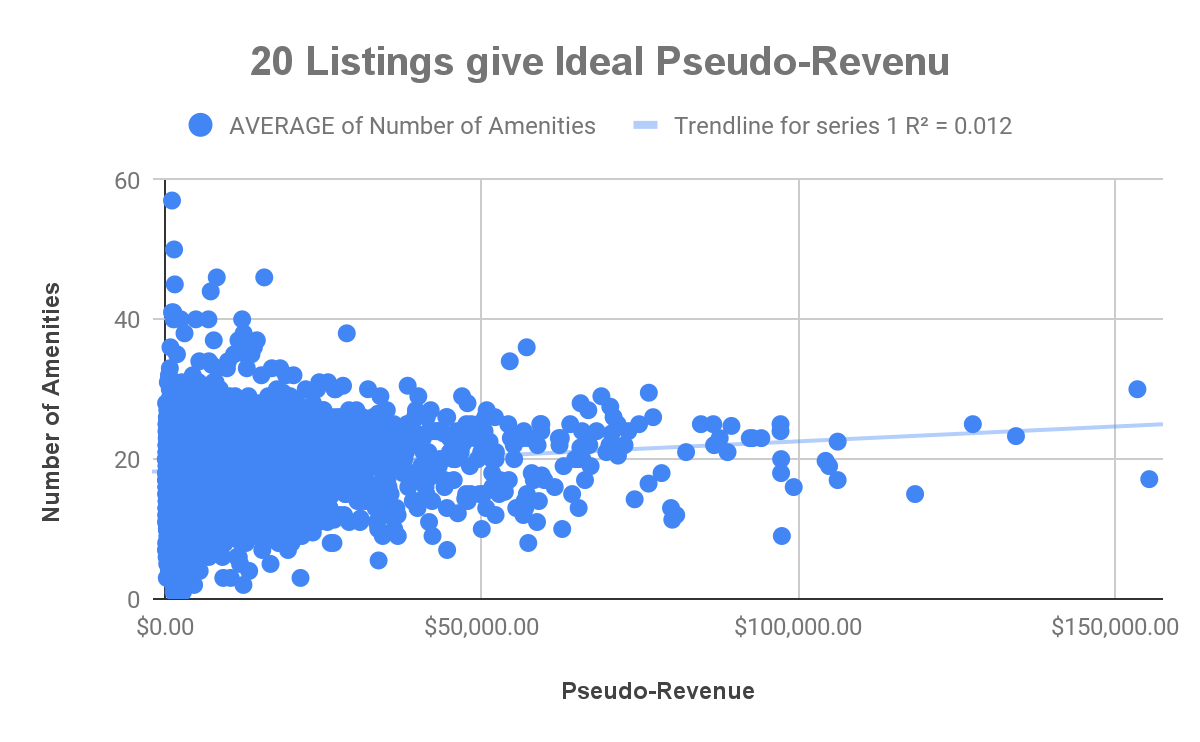 20 Listings give Ideal Pseudo-Revenu
AVERAGE of Number of Amenities
Trendline for series 1 R² = 0.012
60
40
20
0
Number of Amenities
$0.00
$50,000.00
$100,000.00
$150,000.00
Pseudo-Revenue